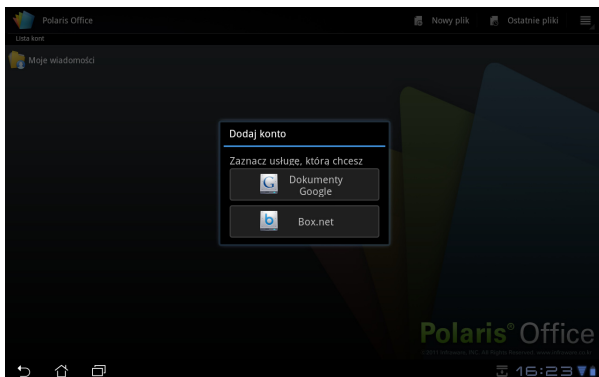 Polaris Office
Nowy plik
Ostatnie pliki
Lista kont
Moje wiadomości
Dodaj konto
Zaznacz usługę, którą chcesz
G
Dokumenty
Google
b
Box.net
Polaris® Office
16:23